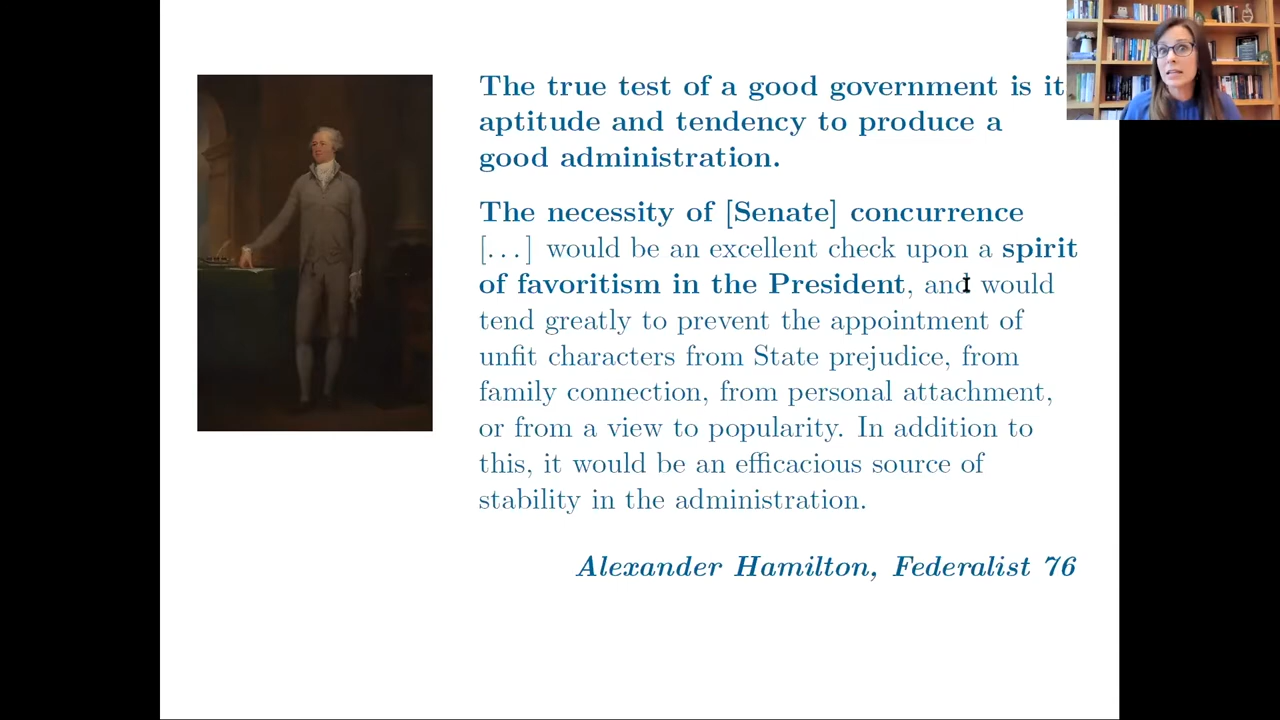 The true test of a good government is it
aptitude and tendency to produce a
good administration.
The necessity of [Senate] concurrence
[...] would be an excellent check upon a spirit
of favoritism in the President, and would
tend greatly to prevent the appointment of
unfit characters from State prejudice, from
family connection, from personal attachment,
or from a view to popularity. In addition to
this, it would be an efficacious source of
stability in the administration.
Alexander Hamilton, Federalist 76